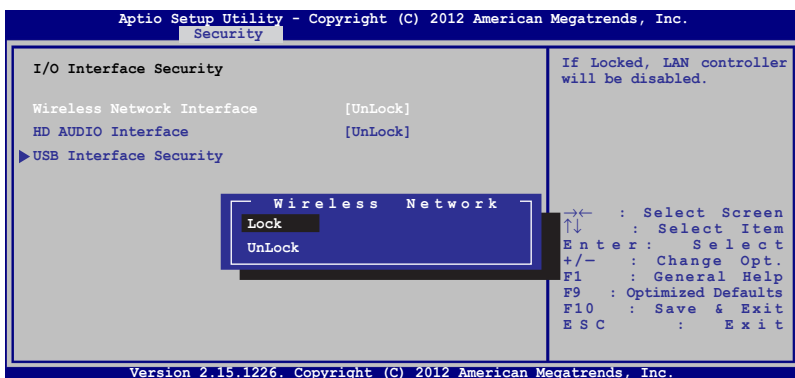 Aptio Setup Utility - Copyright (C) 2012 American Megatrends, Inc.
Security
I/O Interface Security
Wireless Network Interface [UnLock]
HD AUDIO Interface [UnLock]
USB Interface Security
If Locked, LAN controller
will be disabled.
Wireless Network
Lock
UnLock
→← : Select Screen
↑↓ : Select Item
Enter: Select
+/— : Change Opt.
F1 : General Help
F9 : Optimized Defaults
F10 : Save & Exit
ESC : Exit
Version 2.15.1226. Copyright (C) 2012 American Megatrends, Inc.